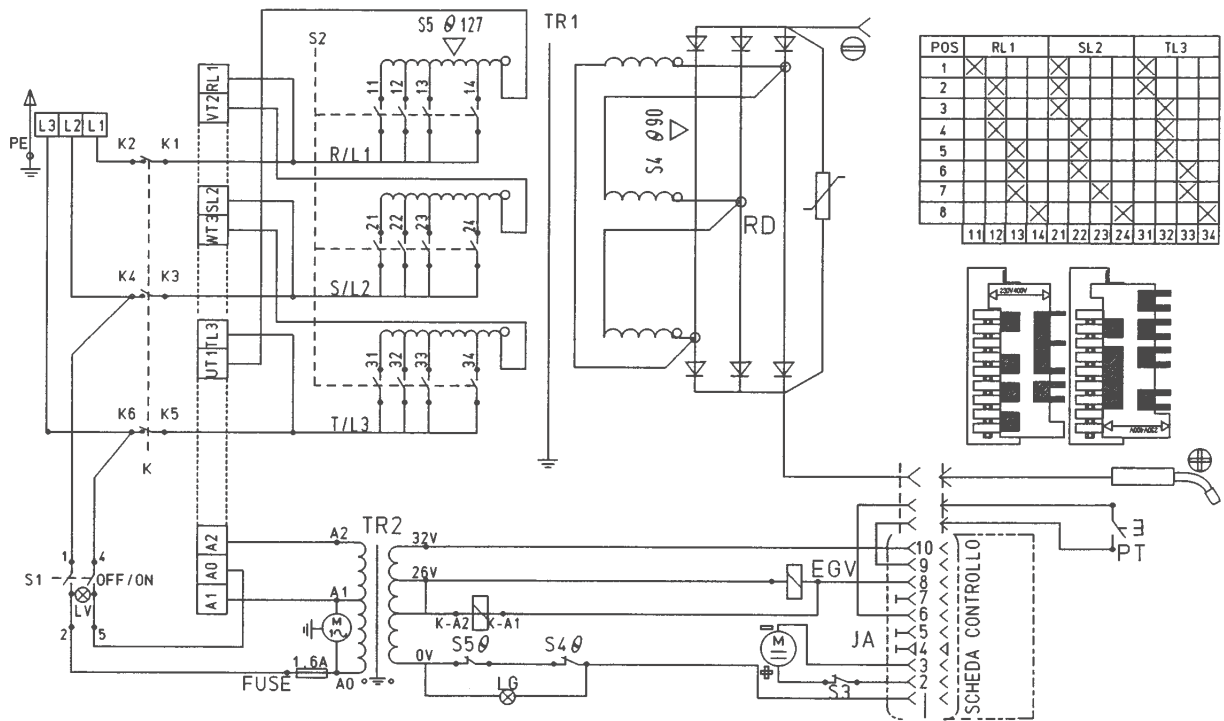 S5 θ 127
TR1
S2
S4 θ90
RD
PE
L3 L2 L1
RL1
VT2
SL2
WT3
TL3
UT1
A2
A0
A1
K2 K1
K4 K3
K6 K5
K
11 12 13 14
R/L1
21 22 23 24
S/L2
31 32 33 34
T/L3
POS RL1 SL2 TL3
1
2
3
4
5
6
7
8
11 12 13 14 21 22 23 24 31 32 33 34
230V400V
230V400V
TR2
A2
A1
A0
M
1.6A
FUSE
1 4
S1 OFF/ON
LV
2 5
32V
26V
0V
K-A2 K-A1
EGV
S5θ S4θ
LG
M
S3
JA
10
9
8
7
6
5
4
3
2
SCHEDA CONTROLLO
PT